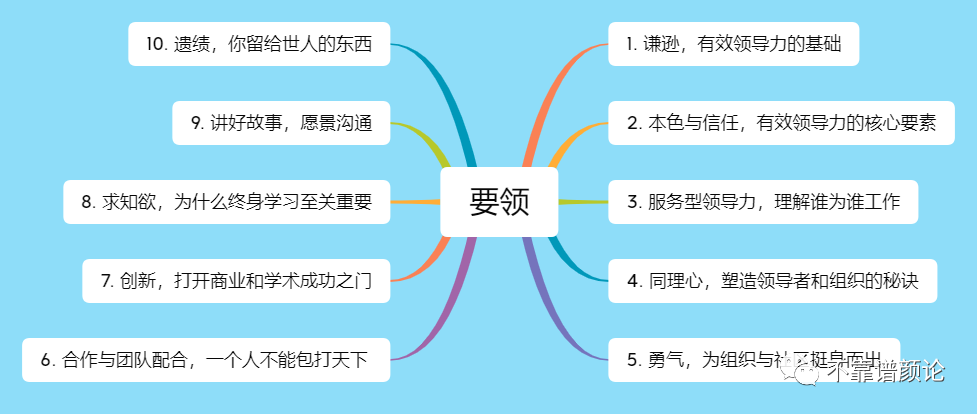 要领
1. 谦逊，有效领导力的基础
2. 本色与信任，有效领导力的核心要素
3. 服务型领导力，理解谁为谁工作
4. 同理心，塑造领导者和组织的秘诀
5. 勇气，为组织与社区挺身而出
6. 合作与团队配合，一个人不能包打天下
7. 创新，打开商业和学术成功之门
8. 求知欲，为什么终身学习至关重要
9. 讲好故事，愿景沟通
10. 遗绩，你留给世人的东西
不靠谱颜论